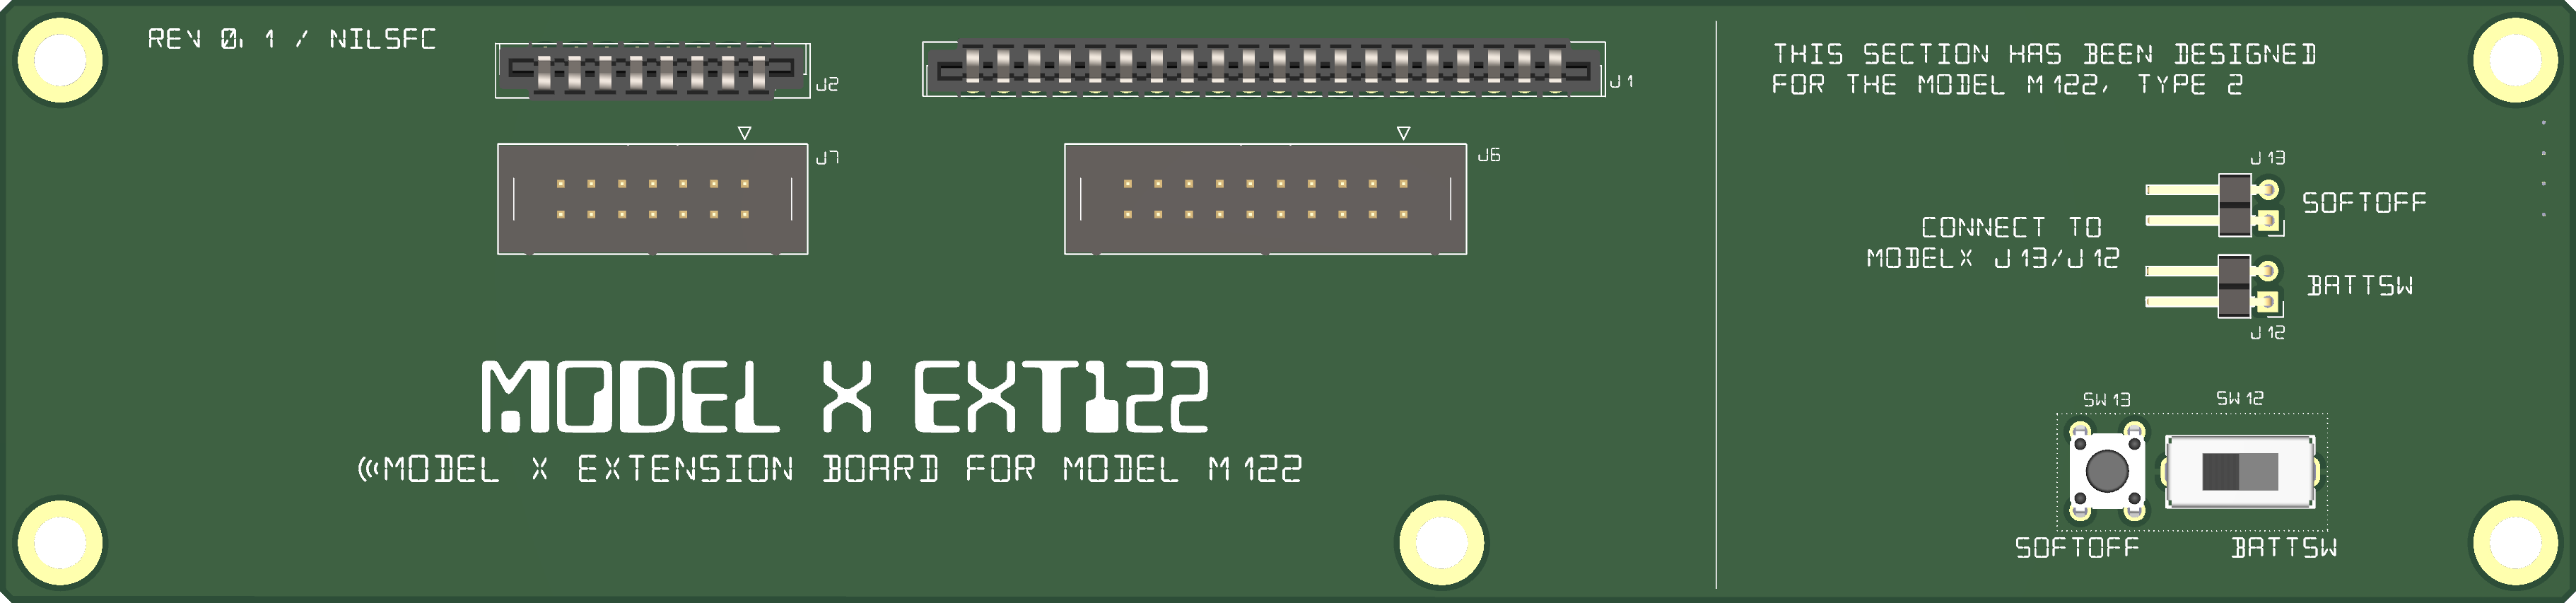 REV 0.1 / NILSFC
J2
J1
J7
J6
MODEL X EXT122
MODEL X EXTENSION BOARD FOR MODEL M122
THIS SECTION HAS BEEN DESIGNED
FOR THE MODEL M122, TYPE 2
J13
SOFTOFF
CONNECT TO
MODELX J13/J12
BATTSW
J12
SW13
SW12
SOFTOFF
BATTSW